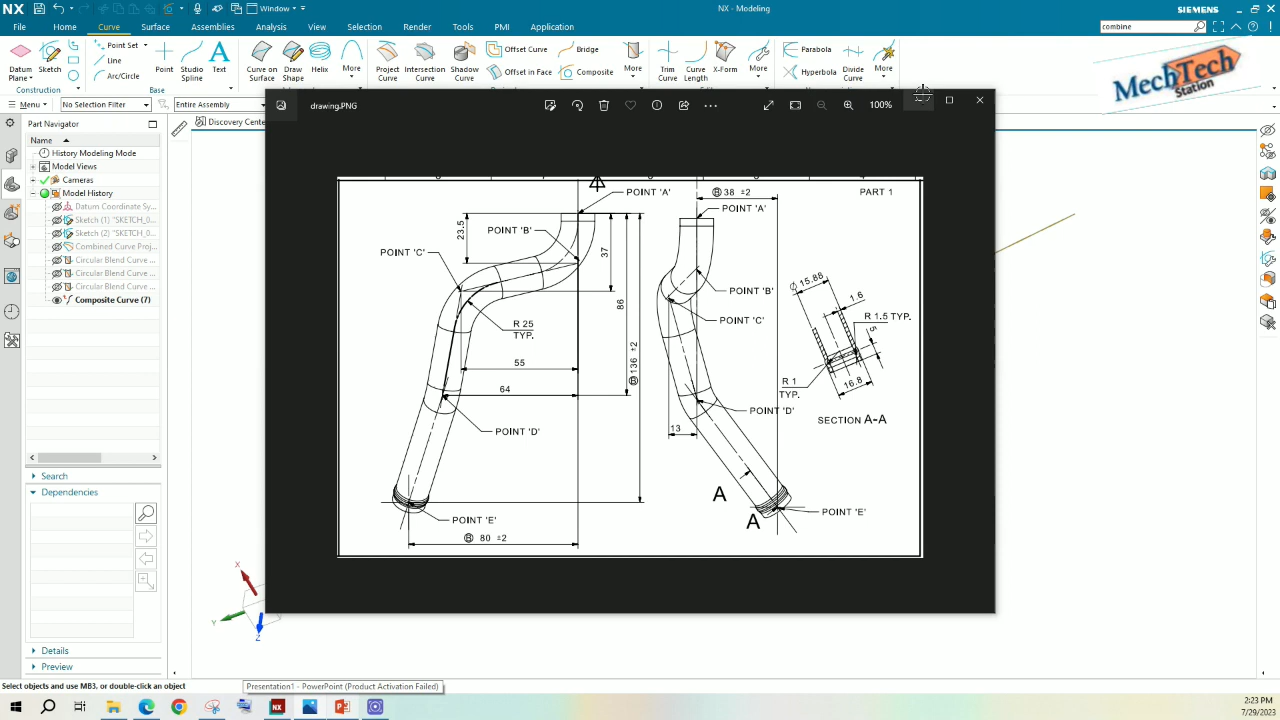 NX
Window
NX - Modeling
SIEMENS
File
Home
Curve
Surface
Assemblies
Analysis
View
Selection
Render
Tools
PMI
Application
combine
Datum
Plane
Sketch
Point Set
Line
Arc/Circle
Point
Studio
Spline
Text
Curve on
Surface
Draw
Shape
Helix
More
Project
Curve
Intersection
Curve
Shadow
Curve
Offset Curve
Offset in Face
Bridge
Composite
More
Trim
Curve
Curve
Length
X-Form
More
Parabola
Hyperbola
Divide
Curve
More
Construction
Base
MechTech
Station
Menu
No Selection Filter
Entire Assembly
Part Navigator
Discovery Cente
Name
History Modeling Mode
Model Views
Cameras
Model History
Datum Coordinate Sy...
Sketch (1) "SKETCH_0...
Sketch (2) "SKETCH_0...
Combined Curve Proj...
Circular Blend Curve
Circular Blend Curve
Circular Blend Curve
Composite Curve (7)
Search
Dependencies
Details
Preview
drawing.PNG
100%
POINT 'A'
POINT 'B'
POINT 'C'
23.5
37
86
136 ±2
R 25
TYP.
55
64
POINT 'D'
POINT 'E'
80 ±2
38 ±2
PART 1
POINT 'A'
POINT 'B'
POINT 'C'
POINT 'D'
13
A
A
POINT 'E'
Ø 15.88
1.6
R 1.5 TYP.
5
R 1
TYP.
16.8
SECTION A-A
X
Y
Z
Select objects and use MB3, or double-click an object
Presentation1 - PowerPoint (Product Activation Failed)
NX
2:23 PM
7/29/2023